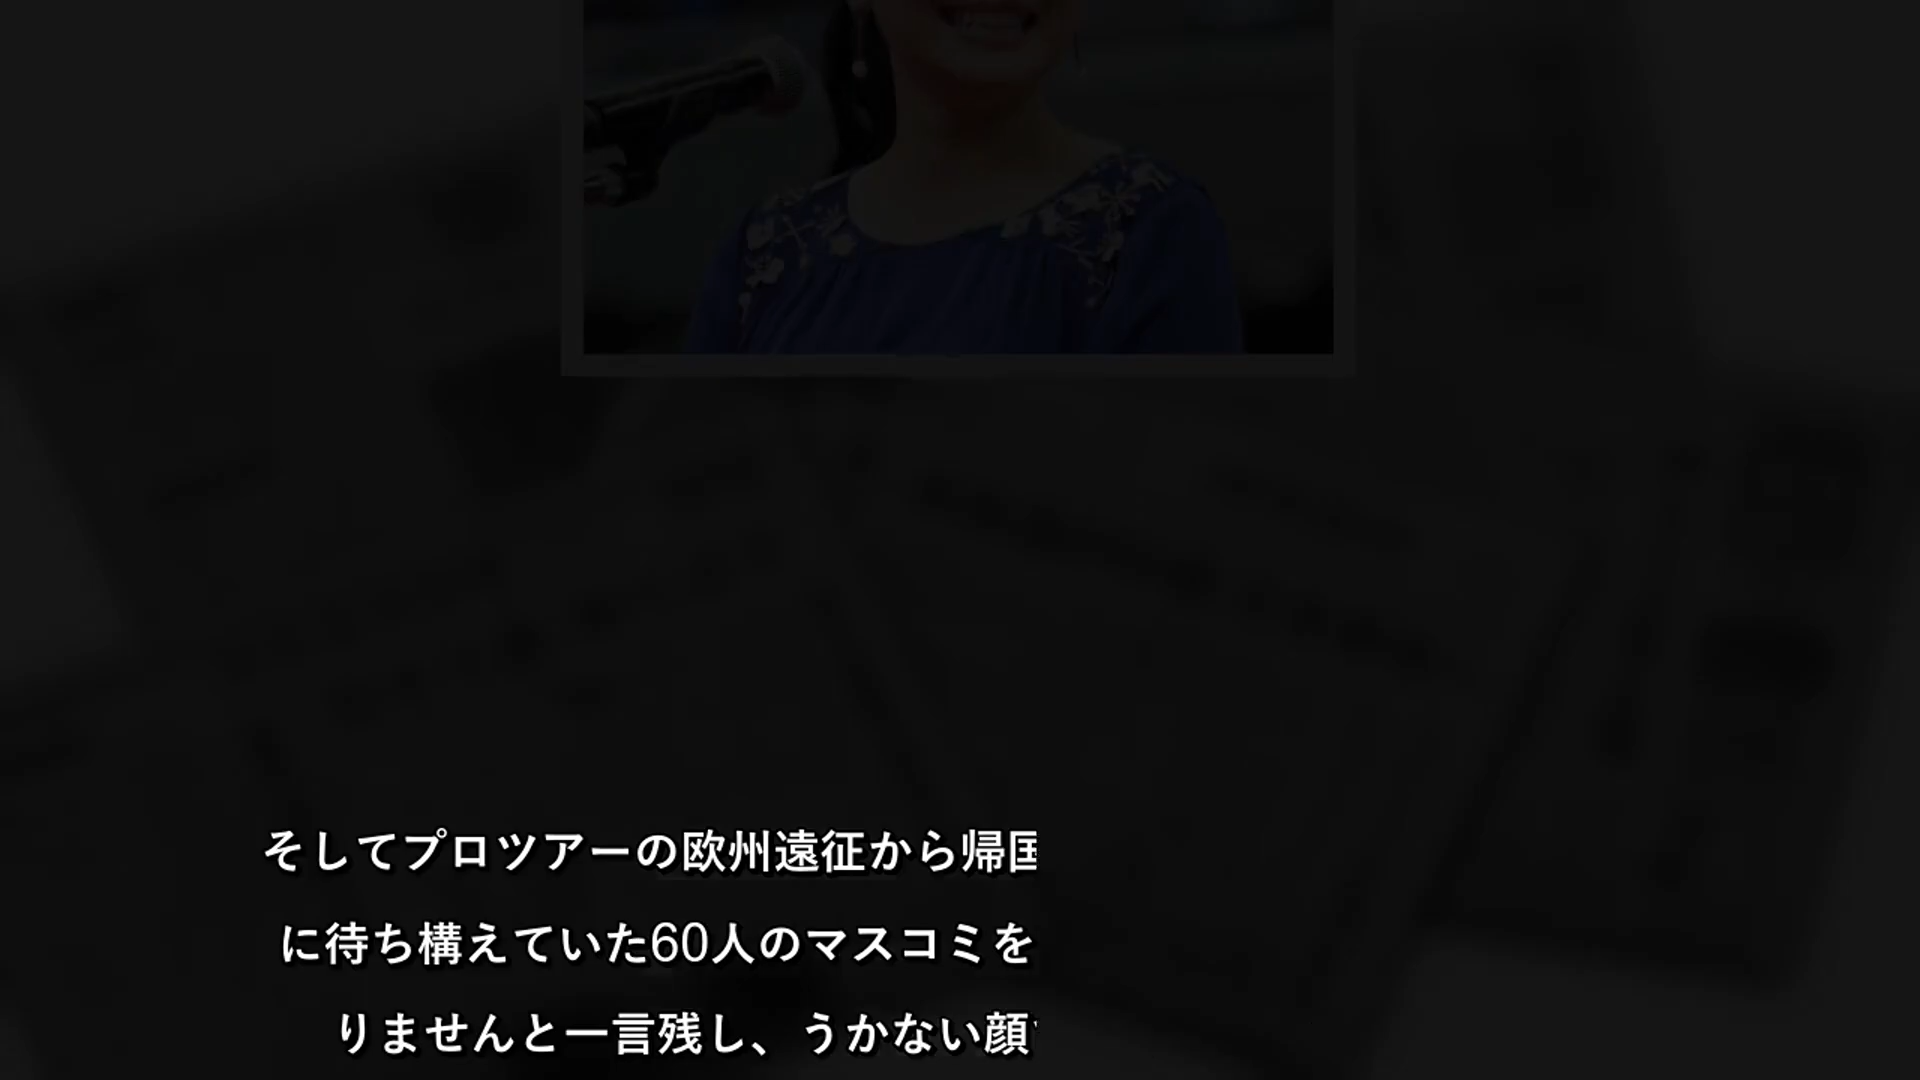 そしてプロツアーの欧州遠征から帰国
に待ち構えていた60人のマスコミを
りませんと一言残し、うかない顔